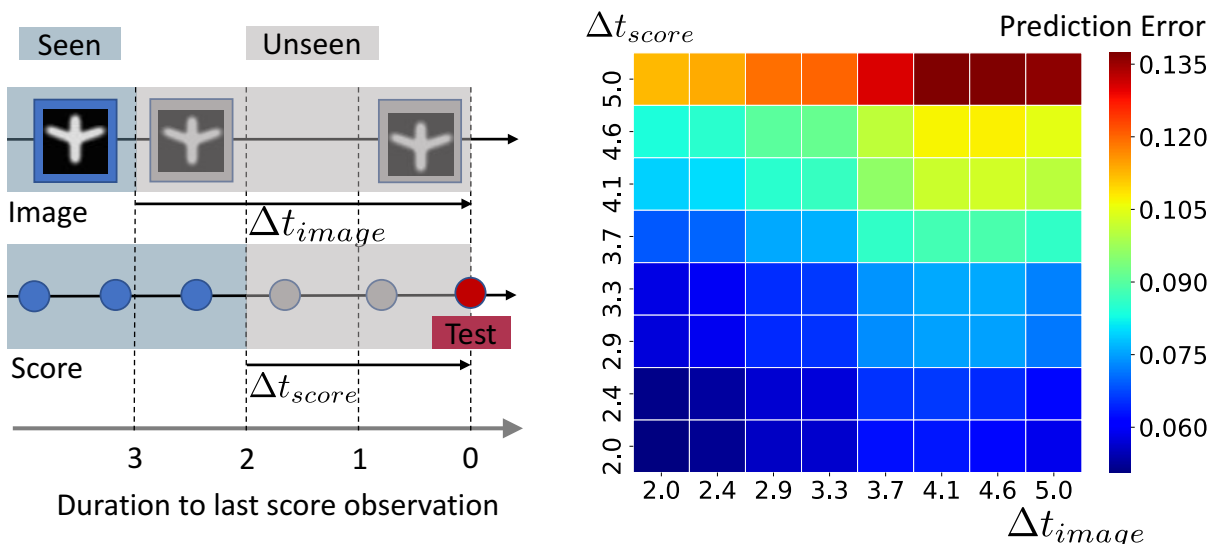 Seen
Unseen
Image
Δt_image
Score
Test
Δt_score
3 2 1 0
Duration to last score observation
Δt_score
Prediction Error
5.0
4.6
4.1
3.7
3.3
2.9
2.4
2.0
2.0 2.4 2.9 3.3 3.7 4.1 4.6 5.0
Δt_image
0.135
0.120
0.105
0.090
0.075
0.060